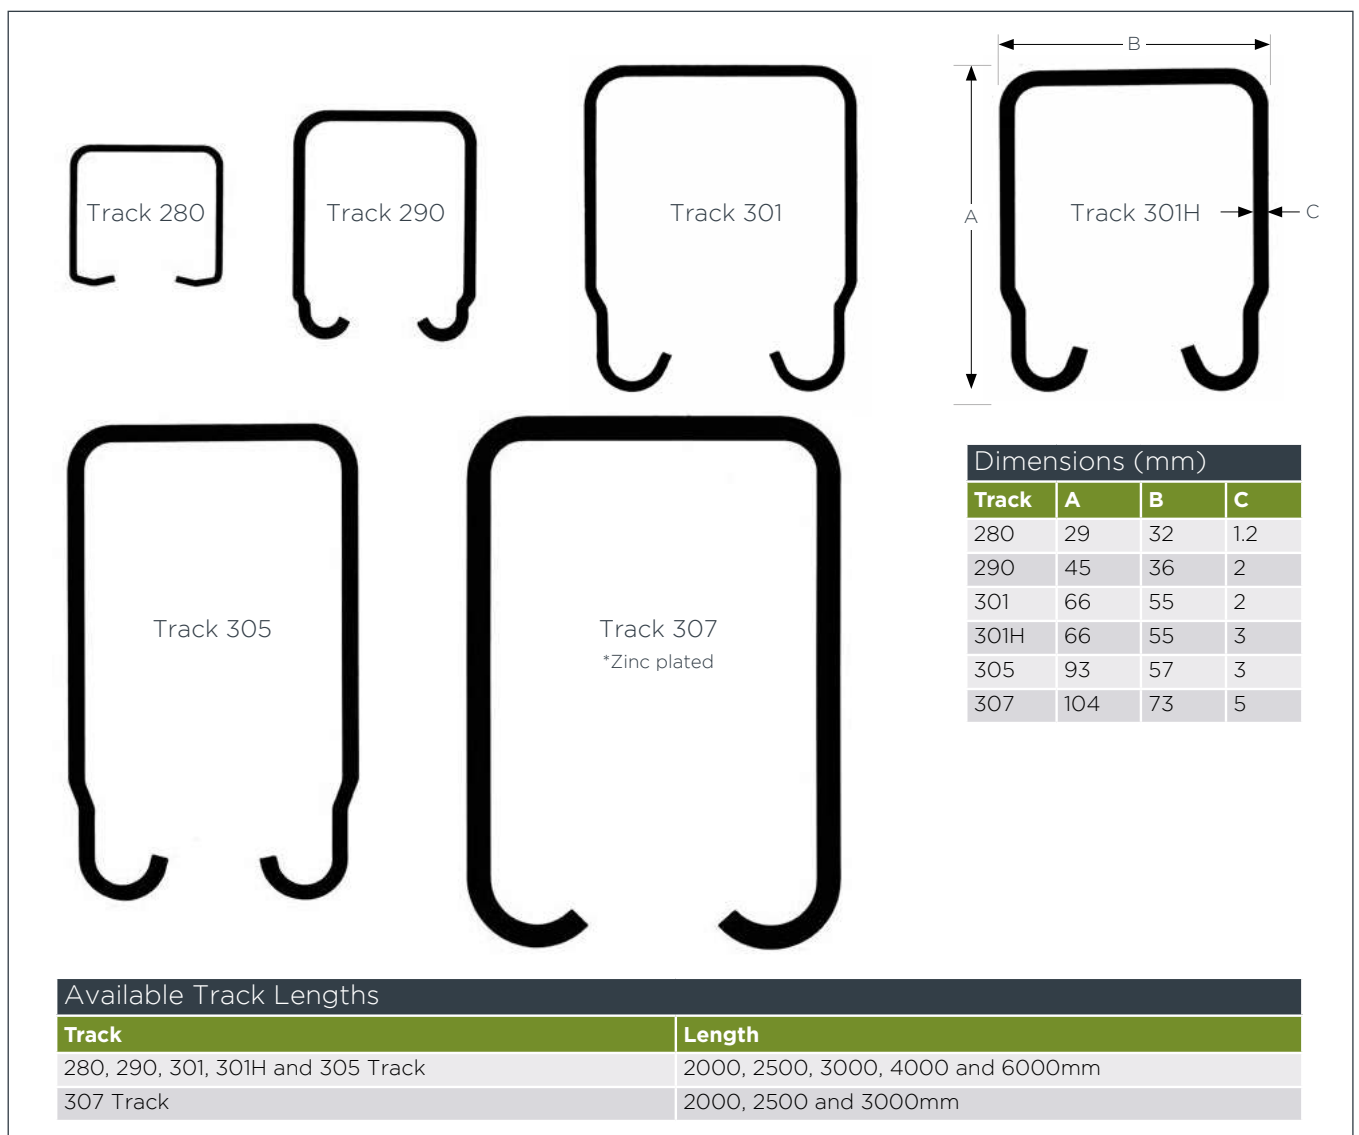 B
Track 280
Track 290
Track 301
A
Track 301H
C
Track 305
Track 307
*Zinc plated
Dimensions (mm)
Track A B C
280 29 32 1.2
290 45 36 2
301 66 55 2
301H 66 55 3
305 93 57 3
307 104 73 5
Available Track Lengths
Track Length
280, 290, 301, 301H and 305 Track 2000, 2500, 3000, 4000 and 6000mm
307 Track 2000, 2500 and 3000mm